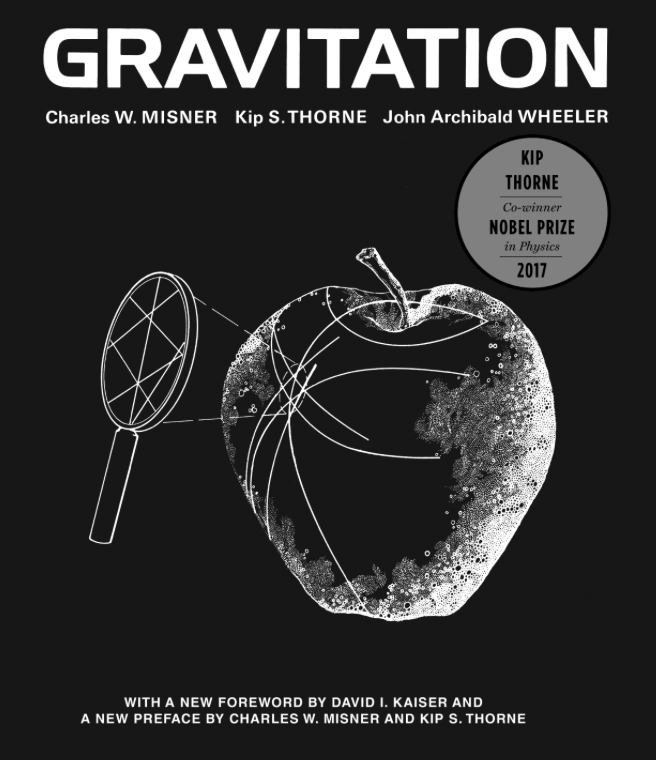 GRAVITATION
Charles W. MISNER Kip S. THORNE John Archibald WHEELER
KIP
THORNE
Co-winner
NOBEL PRIZE
in Physics
2017
WITH A NEW FOREWORD BY DAVID I. KAISER AND
A NEW PREFACE BY CHARLES W. MISNER AND KIP S. THORNE